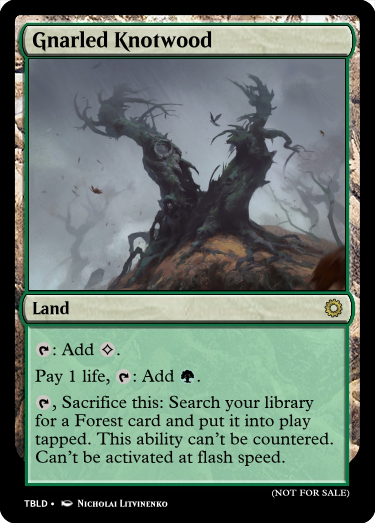 Gnarled Knotwood
Land
: Add .
Pay 1 life, : Add .
, Sacrifice this: Search your library
for a Forest card and put it into play
tapped. This ability can't be countered.
Can't be activated at flash speed.
(NOT FOR SALE)
TBLD • Nicholai Litvinenko